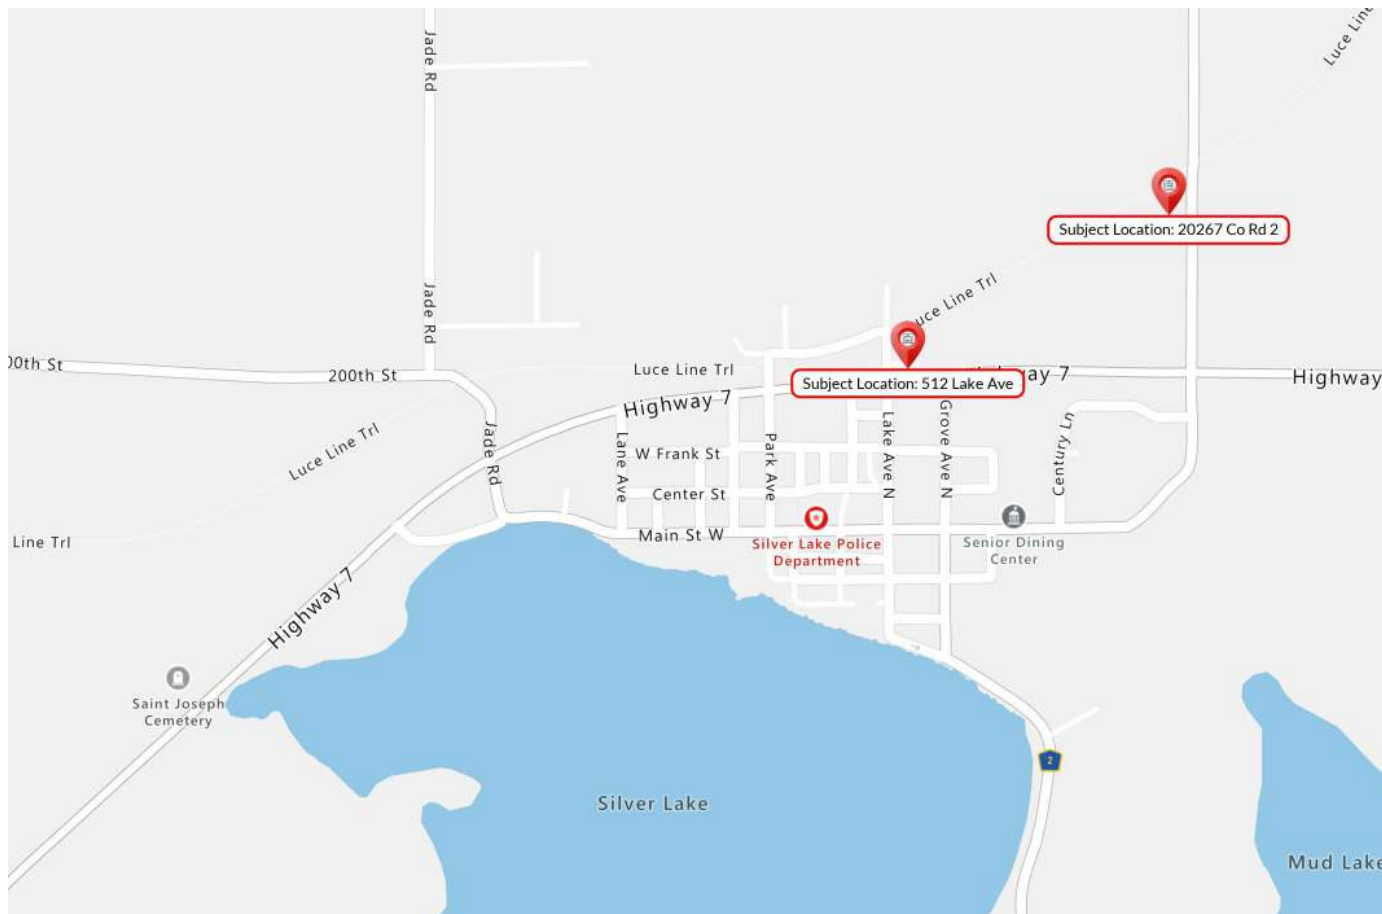 Jade Rd
Luce Line
Subject Location: 20267 Co Rd 2
Jade Rd
uce Line Trl
00th St
200th St
Luce Line Trl
Subject Location: 512 Lake Ave
way 7
Highway
Highway 7
Luce Line Trl
Jade Rd
Lane Ave
W Frank St
Park Ave
Lake Ave N
Grove Ave N
Century Ln
Center St
Line Trl
Main St W
Silver Lake Police
Department
Senior Dining
Center
Highway 7
Saint Joseph
Cemetery
2
Silver Lake
Mud Lake